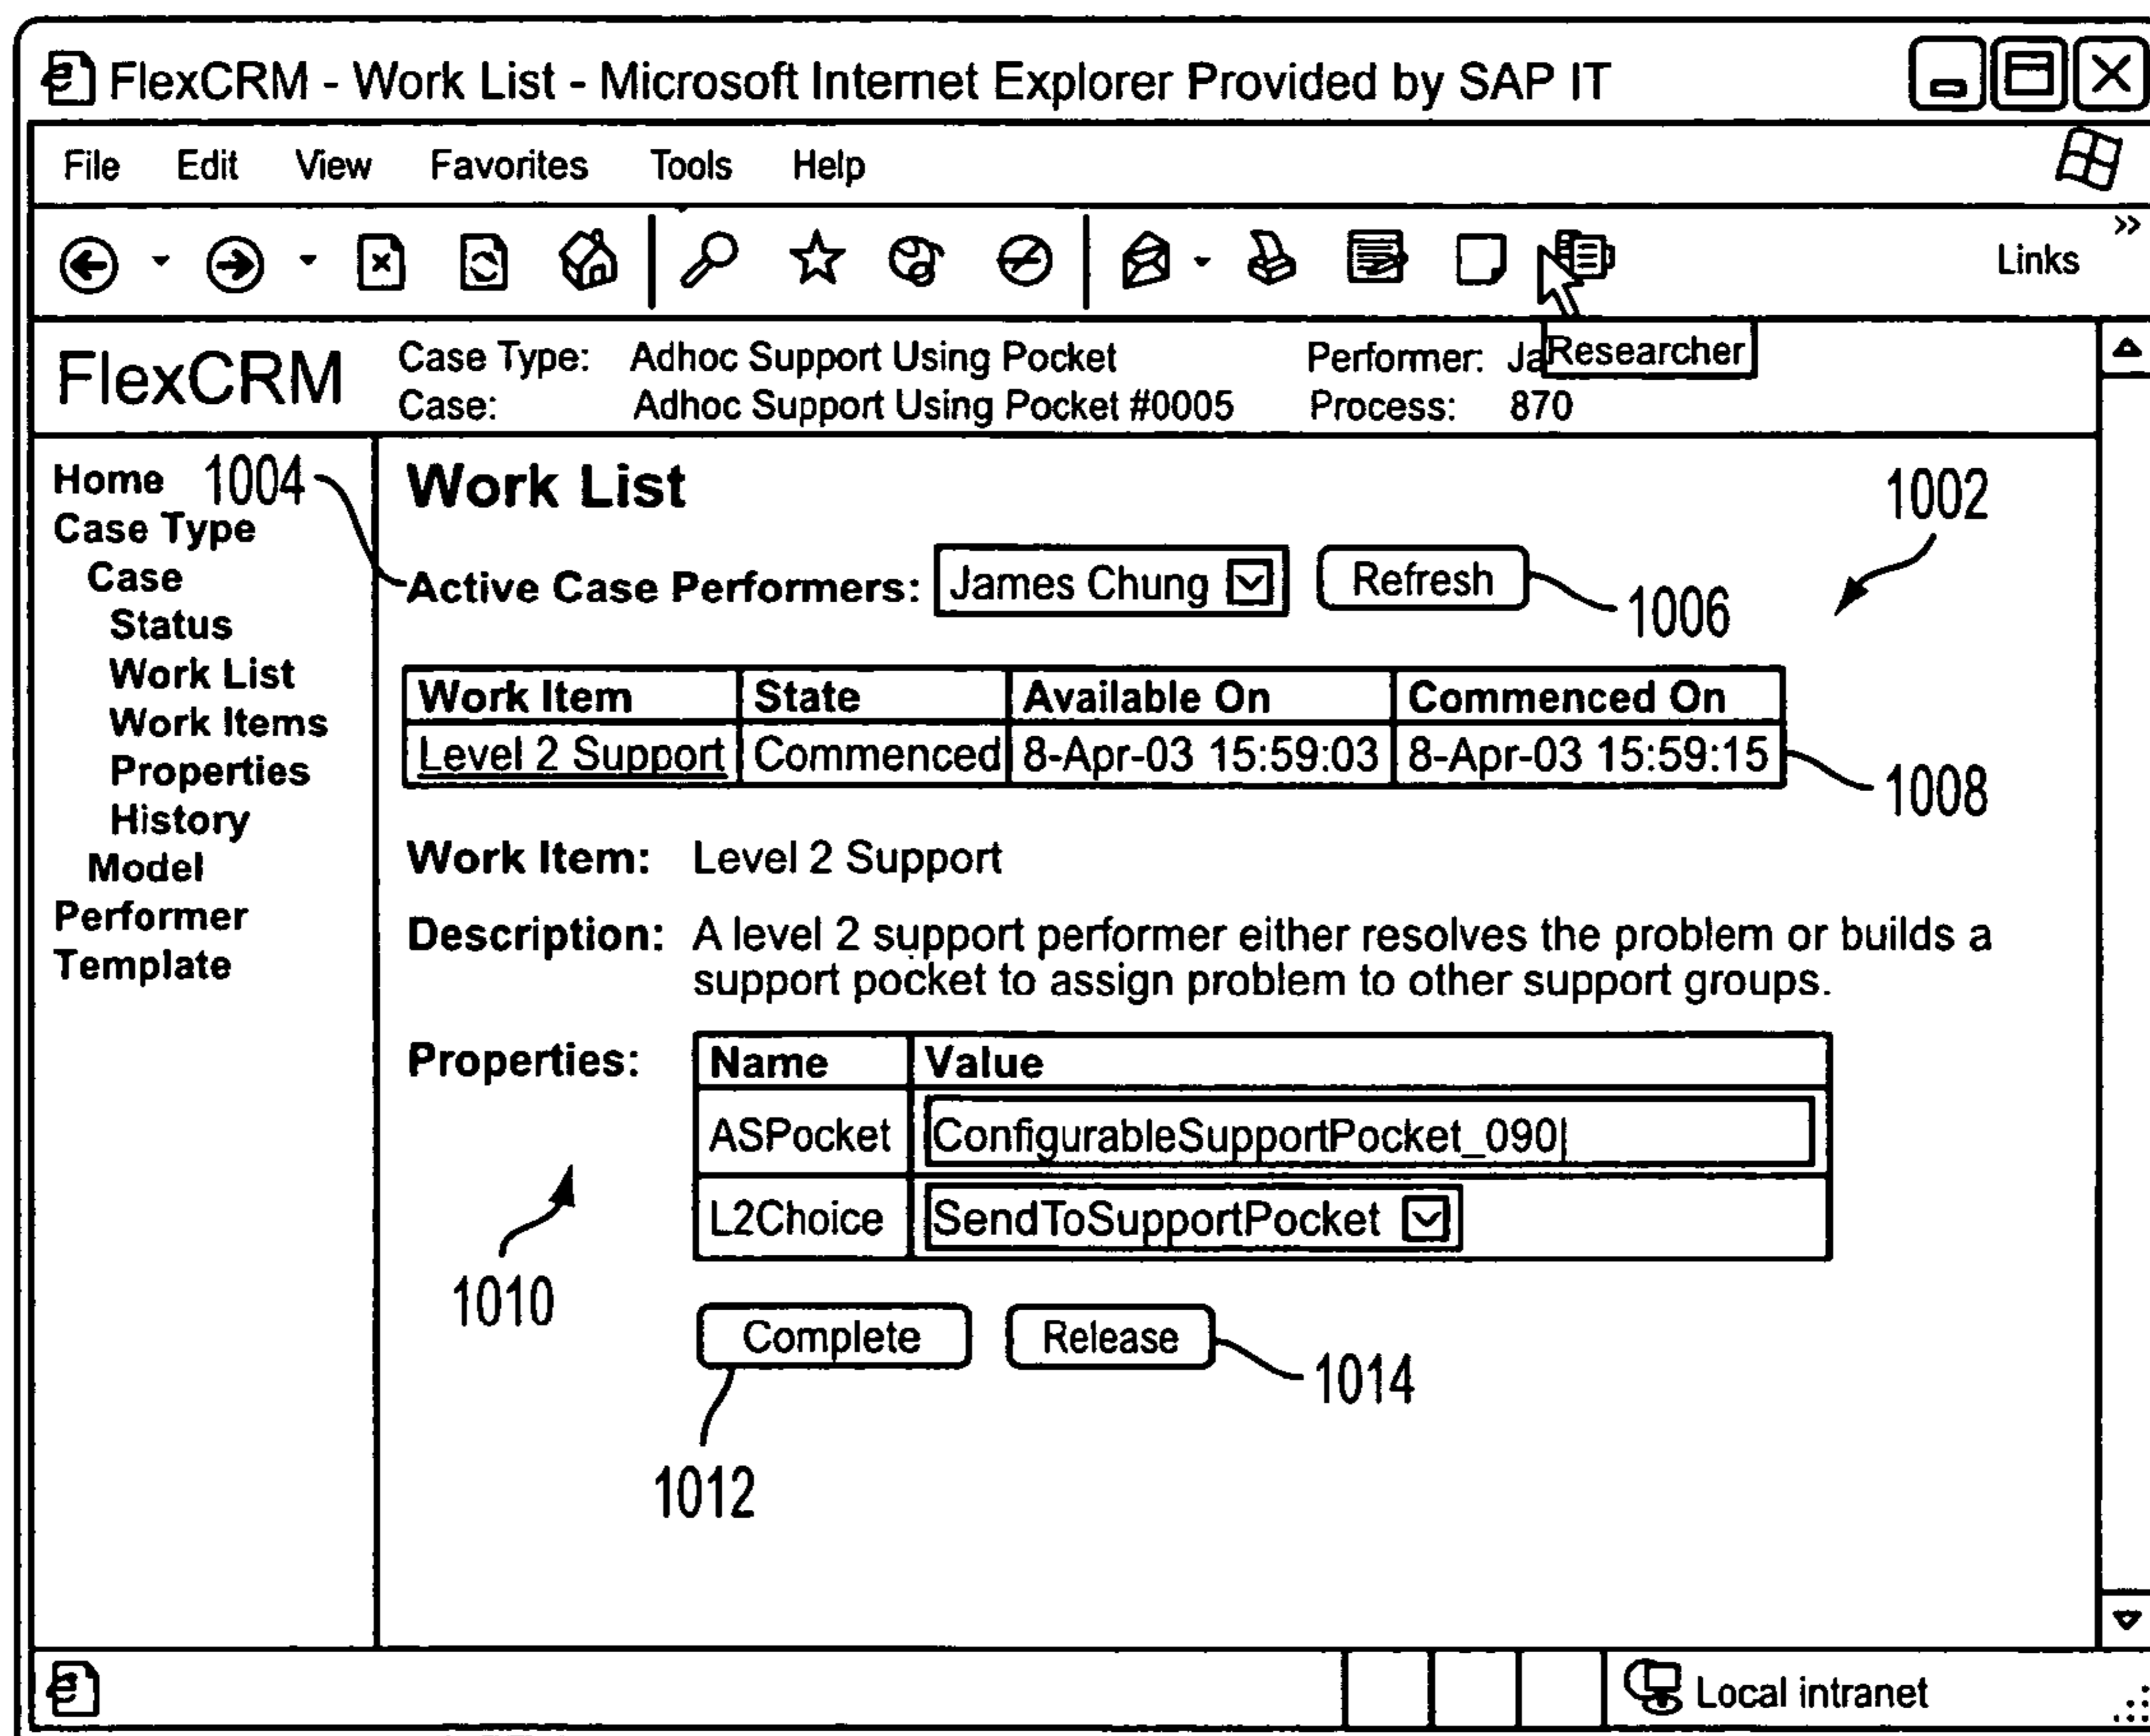 FlexCRM - Work List - Microsoft Internet Explorer Provided by SAP IT
File Edit View Favorites Tools Help
Links
»
FlexCRM
Case Type: Adhoc Support Using Pocket Performer: Ja
Researcher
Case: Adhoc Support Using Pocket #0005 Process: 870
Home
Case Type
Case
Status
Work List
Work Items
Properties
History
Model
Performer
Template
1004
Work List
1002
Active Case Performers: James Chung Refresh
1006
Work Item State Available On Commenced On
Level 2 Support Commenced 8-Apr-03 15:59:03 8-Apr-03 15:59:15
1008
Work Item: Level 2 Support
Description: A level 2 support performer either resolves the problem or builds a
support pocket to assign problem to other support groups.
Properties: Name Value
ASPocket ConfigurableSupportPocket_090
L2Choice SendToSupportPocket
1010
Complete Release
1014
1012
Local intranet